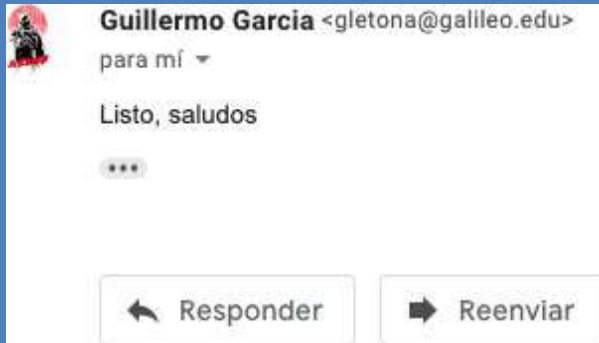 Guillermo Garcia <gletona@galileo.edu>
para mí
Listo, saludos
Responder
Reenviar